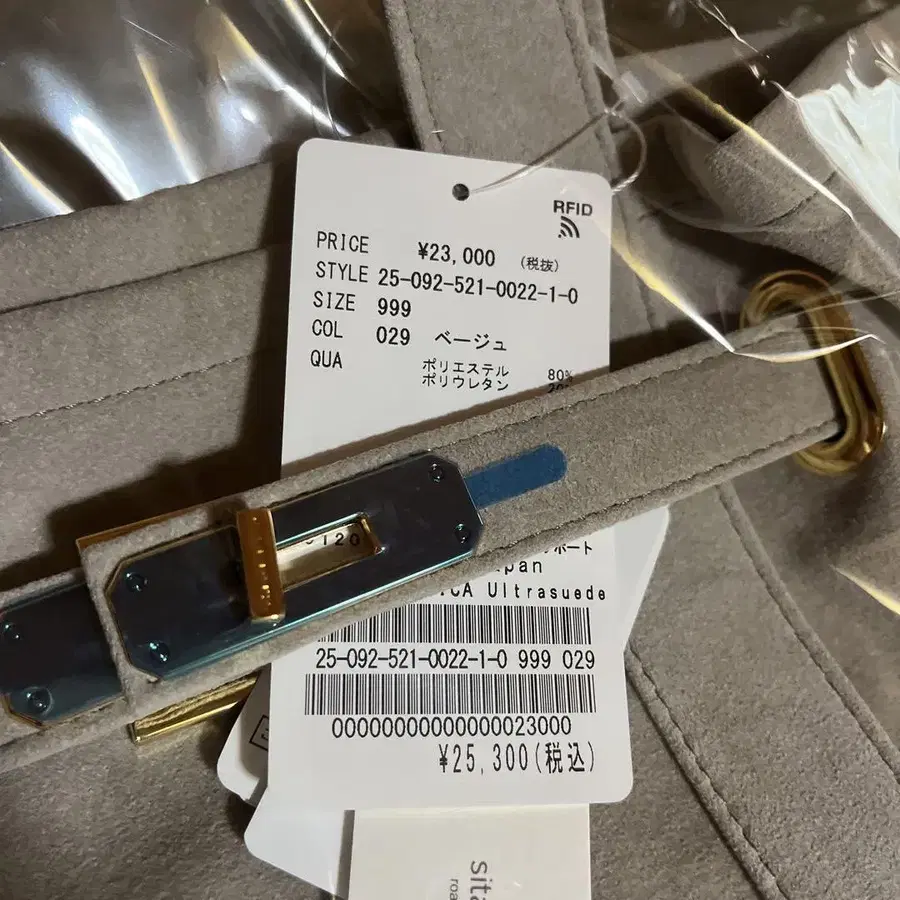 RFID
PRICE ¥23,000 (税抜)
STYLE 25-092-521-0022-1-0
SIZE 999
COL 029 ベージュ
QUA ポリエステル 80%
ポリウレタン
Ultrasuede
25-092-521-0022-1-0 999 029
00000000000000023000
¥25,300(税込)